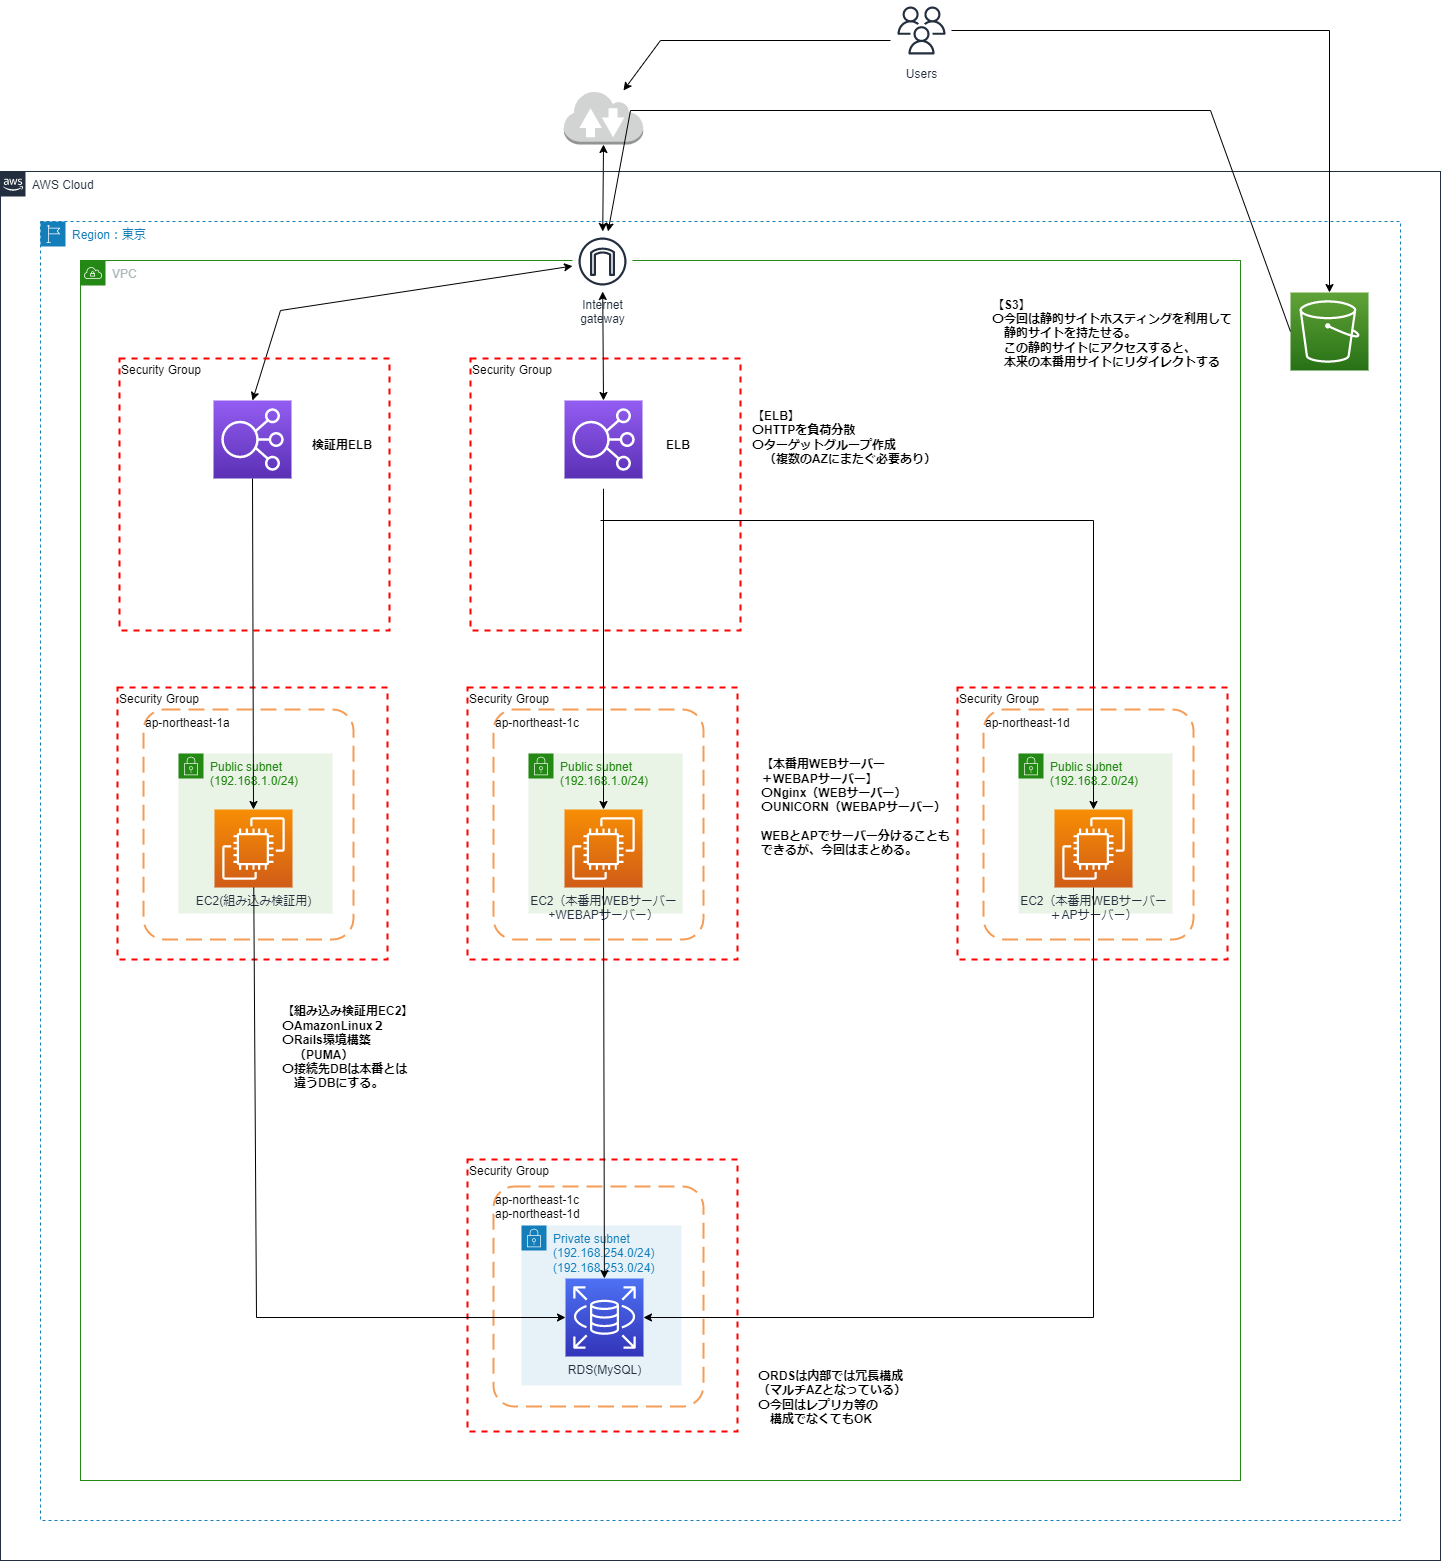 Users
aws
AWS Cloud
Region：東京
VPC
Internet
gateway
【S3】
〇今回は静的サイトホスティングを利用して
静的サイトを持たせる。
この静的サイトにアクセスすると、
本来の本番用サイトにリダイレクトする
Security Group
検証用ELB
Security Group
ELB
【ELB】
〇HTTPを負荷分散
〇ターゲットグループ作成
（複数のAZにまたぐ必要あり）
Security Group
ap-northeast-1a
Public subnet
(192.168.1.0/24)
EC2(組み込み検証用)
Security Group
ap-northeast-1c
Public subnet
(192.168.1.0/24)
EC2（本番用WEBサーバー
+WEBAPサーバー）
【本番用WEBサーバー
＋WEBAPサーバー】
〇Nginx（WEBサーバー）
〇UNICORN（WEBAPサーバー）
WEBとAPでサーバー分けることも
できるが、今回はまとめる。
Security Group
ap-northeast-1d
Public subnet
(192.168.2.0/24)
EC2（本番用WEBサーバー
＋APサーバー）
【組み込み検証用EC2】
〇AmazonLinux２
〇Rails環境構築
（PUMA）
〇接続先DBは本番とは
違うDBにする。
Security Group
ap-northeast-1c
ap-northeast-1d
Private subnet
(192.168.254.0/24)
(192.168.253.0/24)
RDS(MySQL)
〇RDSは内部では冗長構成
（マルチAZとなっている）
〇今回はレプリカ等の
構成でなくてもOK